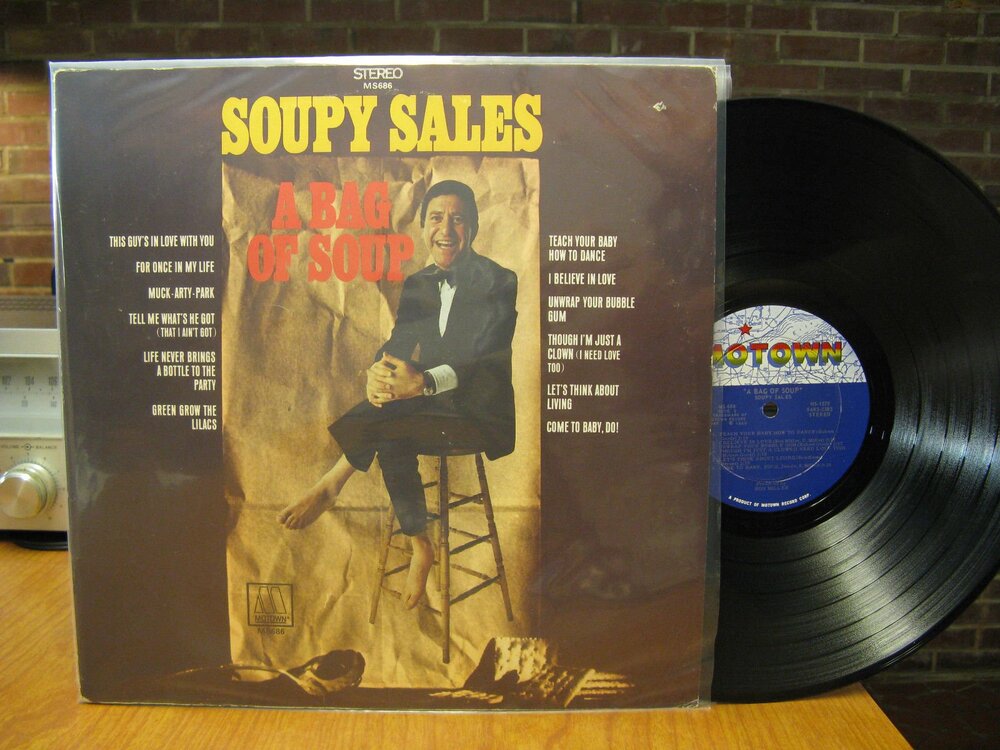 STEREO
MS686
SOUPY SALES
A BAG
OF SOUP
THIS GUY'S IN LOVE WITH YOU
FOR ONCE IN MY LIFE
MUCK-ARTY-PARK
TELL ME WHAT'S HE GOT
(THAT I AIN'T GOT)
LIFE NEVER BRINGS
A BOTTLE TO THE
PARTY
GREEN GROW THE
LILACS
TEACH YOUR BABY
HOW TO DANCE
I BELIEVE IN LOVE
UNWRAP YOUR BUBBLE
GUM
THOUGH I'M JUST A
CLOWN (I NEED LOVE
TOO)
LET'S THINK ABOUT
LIVING
COME TO BABY, DO!
MOTOWN
MS686
MOTOWN
"A BAG OF SOUP"
SOUPY SALES
STEREO
A PRODUCT OF MOTOWN RECORD CORP.
BALANCE